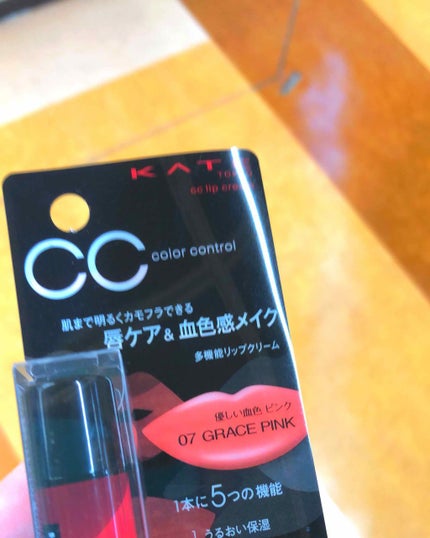 KAT
cc lip cre
CC color control
肌まで明るくカモフラできる
唇ケア&血色感メイク
多機能リップクリーム
優しい血色 ピンク
07 GRACE PINK
1本に5つの機能
1 うるおい保湿